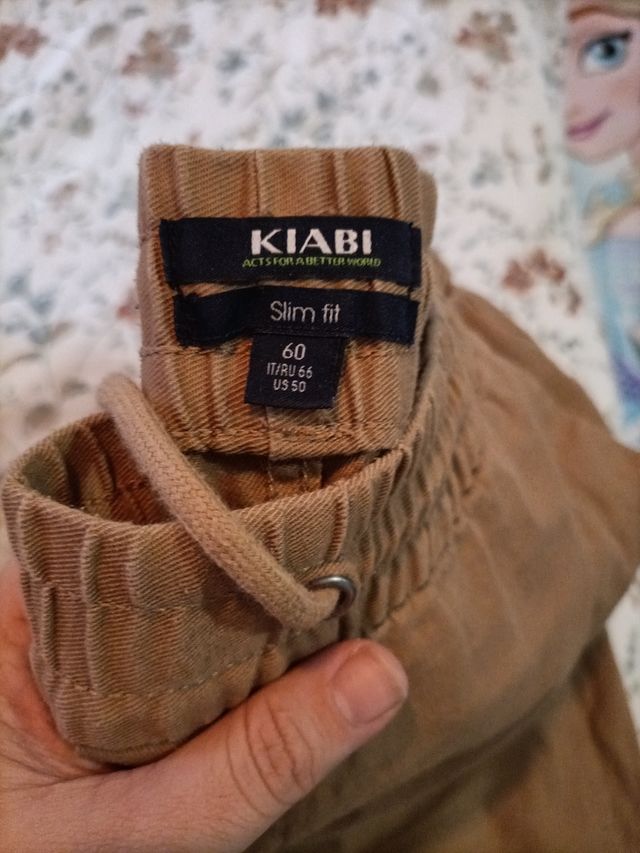 KIABI
ACTS FOR A BETTER WORLD
Slim fit
60
IT/RU 66
US 50